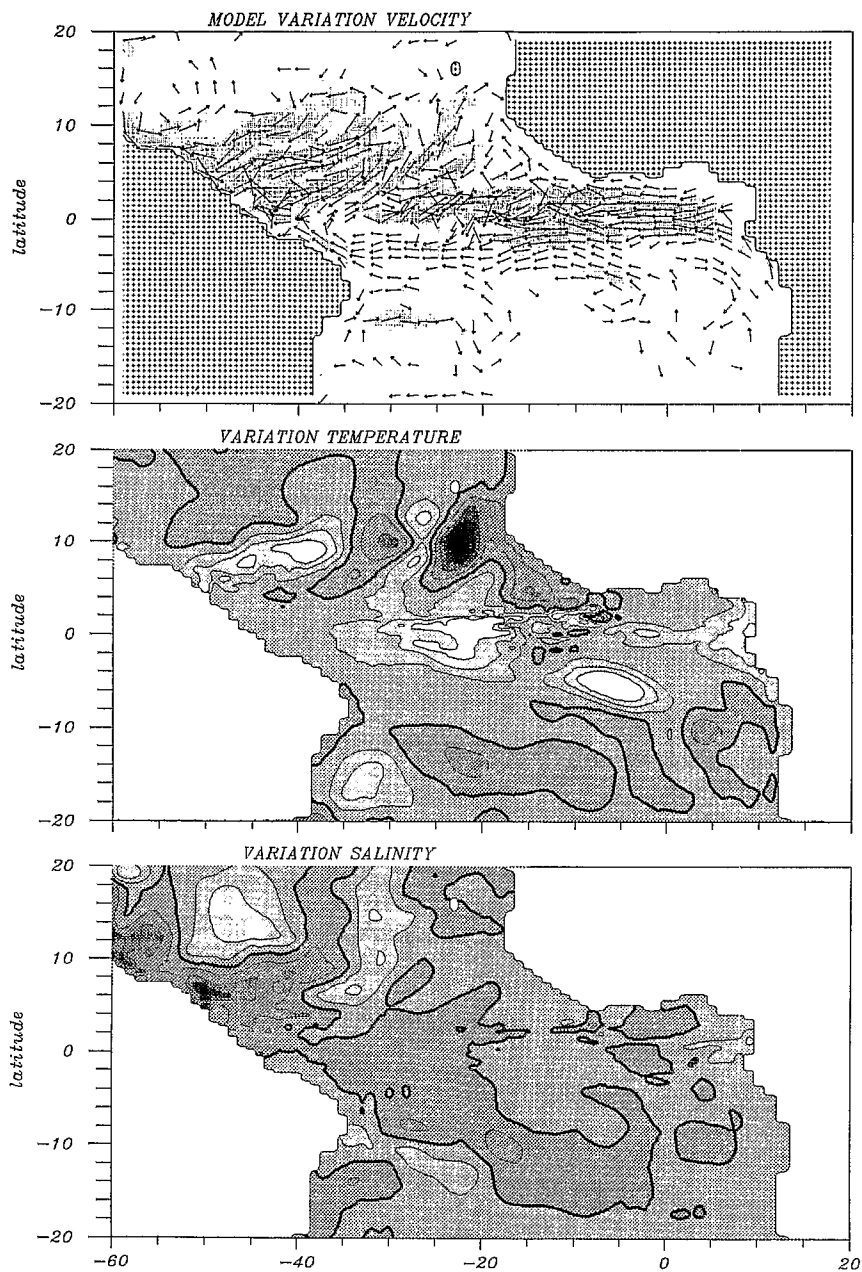 MODEL VARIATION VELOCITY
20
10
0
-10
-20
latitude
VARIATION TEMPERATURE
20
10
0
-10
-20
latitude
VARIATION SALINITY
20
10
0
-10
-20
latitude
-60 -40 -20 0 20